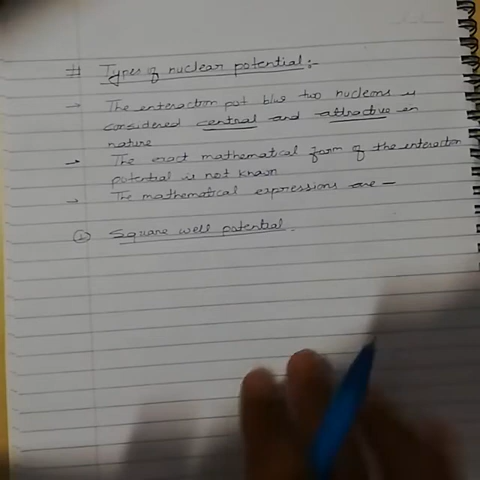 # Types of nuclear potential:-
→ The interaction pot b/w two nucleons is
considered central and attractive in
nature
→ The exact mathematical form of the interaction
potential is not known
→ The mathematical expressions are -
① Square well potential.